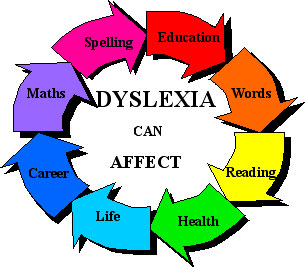 DYSLEXIA
CAN
AFFECT
Education
Words
Reading
Health
Life
Career
Maths
Spelling